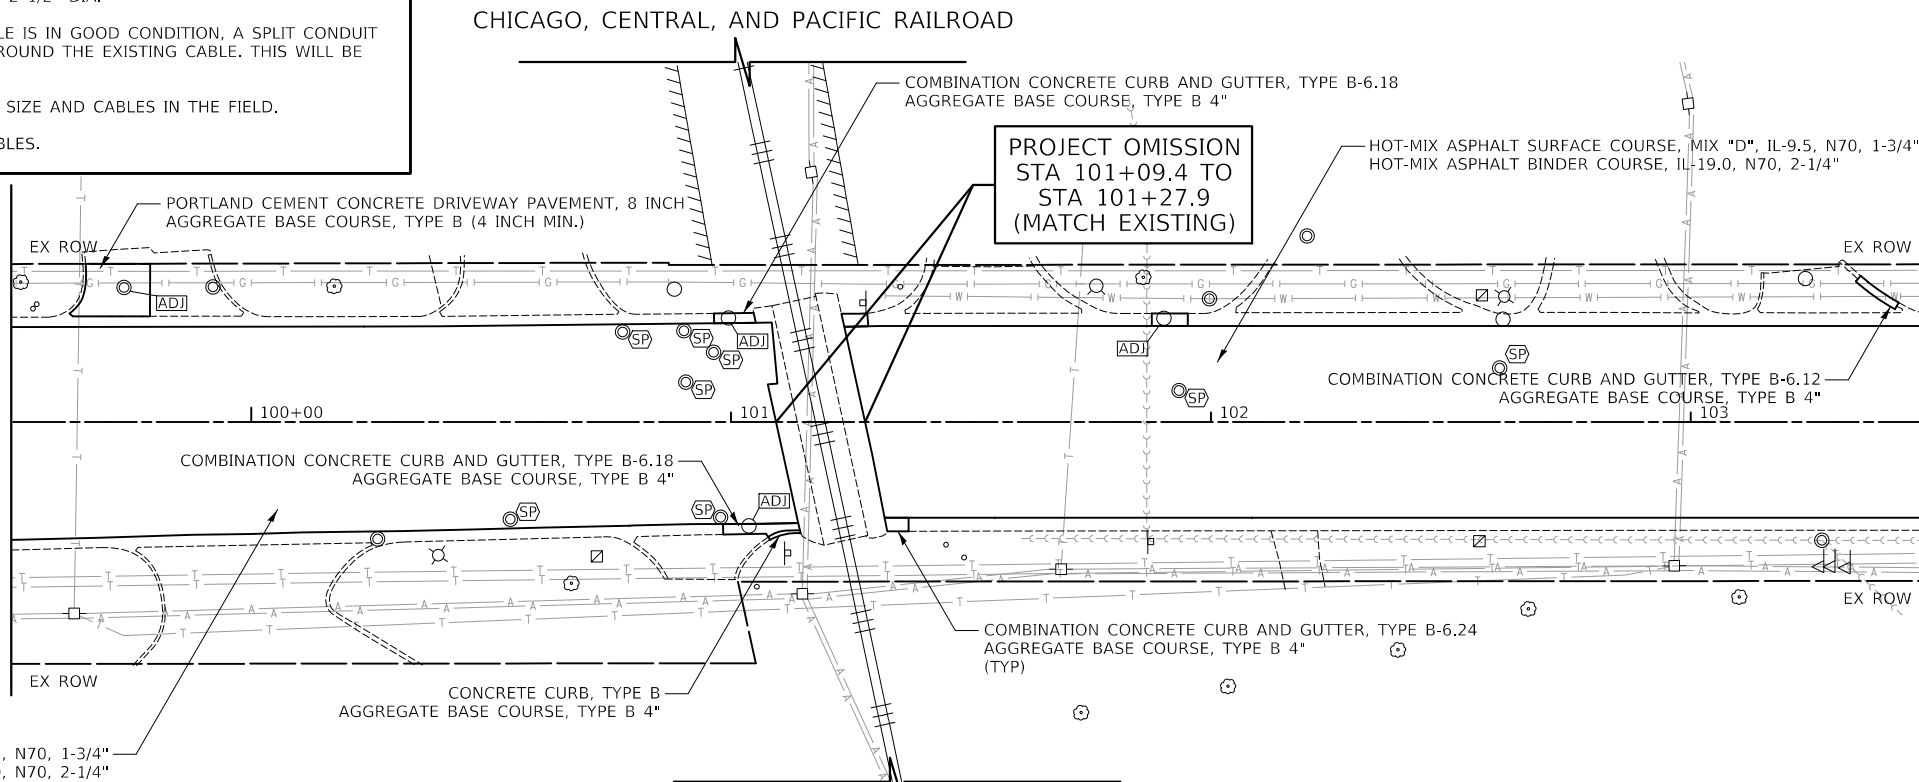 2-1/2" DIA.
LE IS IN GOOD CONDITION, A SPLIT CONDUIT
ROUND THE EXISTING CABLE. THIS WILL BE
SIZE AND CABLES IN THE FIELD.
BLES.
CHICAGO, CENTRAL, AND PACIFIC RAILROAD
COMBINATION CONCRETE CURB AND GUTTER, TYPE B-6.18
AGGREGATE BASE COURSE, TYPE B 4"
PROJECT OMISSION
STA 101+09.4 TO
STA 101+27.9
(MATCH EXISTING)
HOT-MIX ASPHALT SURFACE COURSE, MIX "D", IL-9.5, N70, 1-3/4"
HOT-MIX ASPHALT BINDER COURSE, IL-19.0, N70, 2-1/4"
PORTLAND CEMENT CONCRETE DRIVEWAY PAVEMENT, 8 INCH
AGGREGATE BASE COURSE, TYPE B (4 INCH MIN.)
EX ROW
EX ROW
ADJ
ADJ
ADJ
SP
SP
SP
SP
SP
SP
COMBINATION CONCRETE CURB AND GUTTER, TYPE B-6.12
AGGREGATE BASE COURSE, TYPE B 4"
100+00
101
102
103
COMBINATION CONCRETE CURB AND GUTTER, TYPE B-6.18
AGGREGATE BASE COURSE, TYPE B 4"
ADJ
SP
SP
EX ROW
COMBINATION CONCRETE CURB AND GUTTER, TYPE B-6.24
AGGREGATE BASE COURSE, TYPE B 4"
(TYP)
EX ROW
CONCRETE CURB, TYPE B
AGGREGATE BASE COURSE, TYPE B 4"
, N70, 1-3/4"
, N70, 2-1/4"